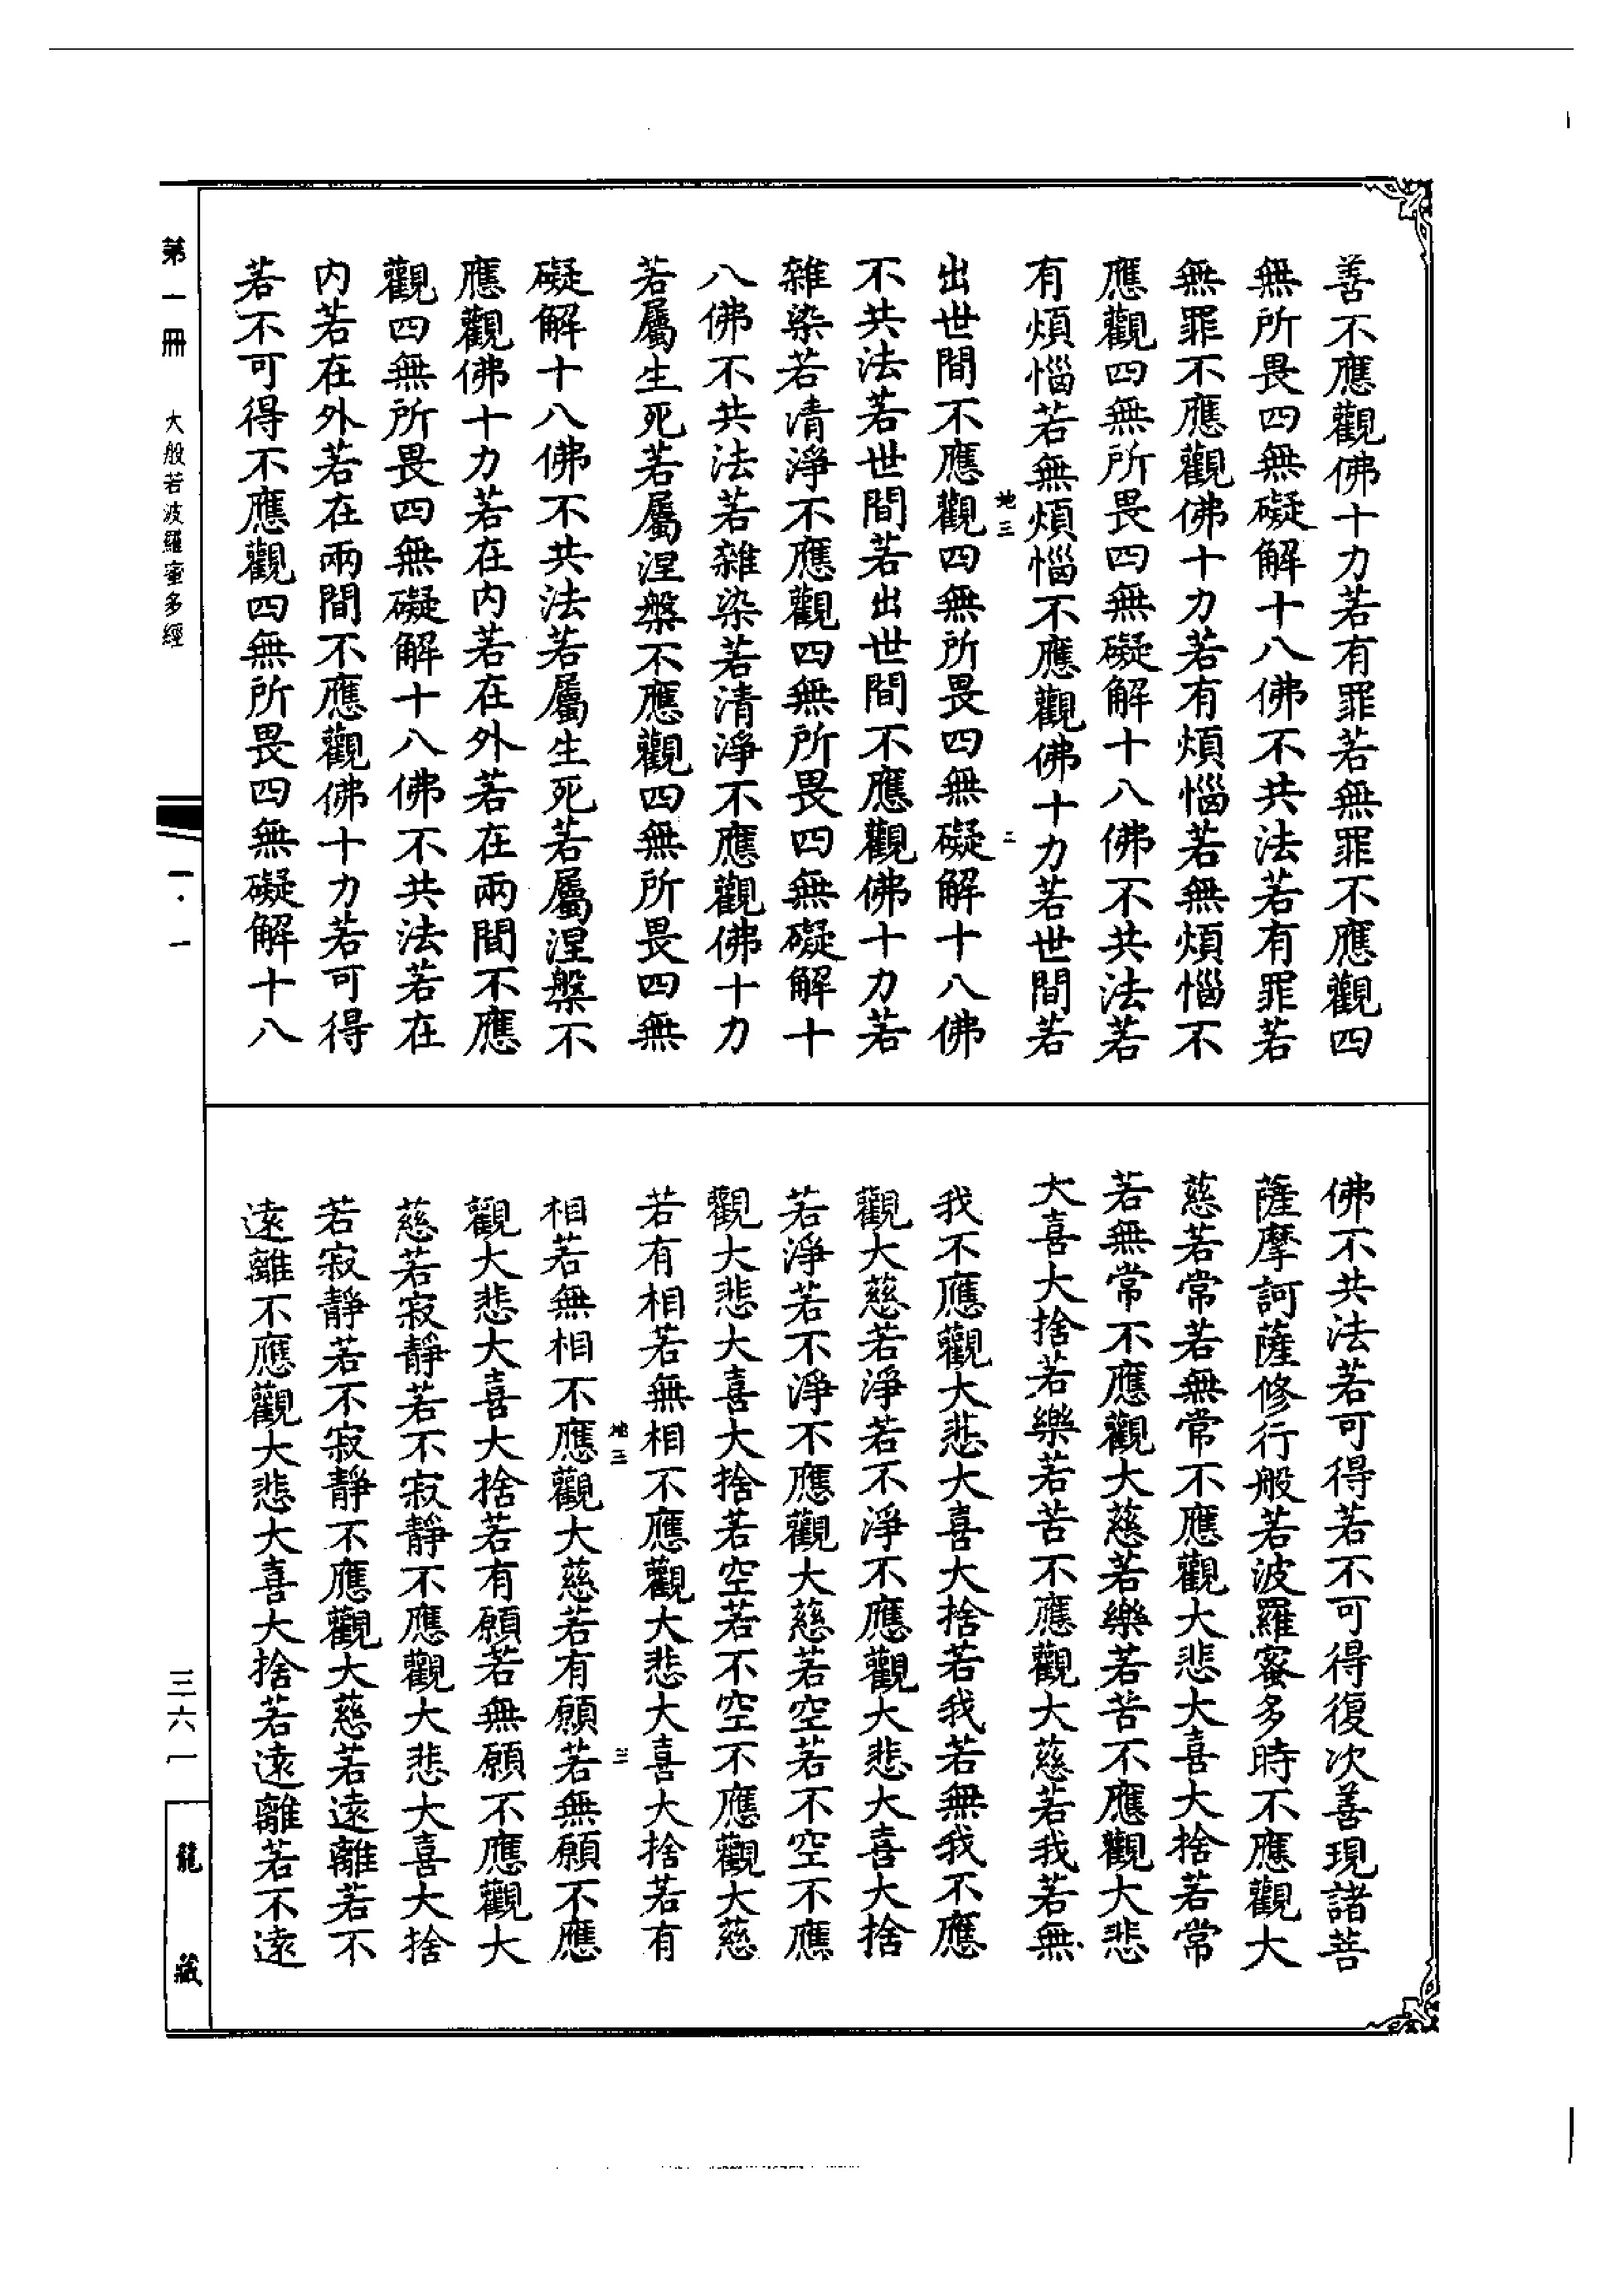 善不應觀佛十力若有罪若無罪不應觀四
無所畏四無礙解十八佛不共法若有罪若
無罪不應觀佛十力若有煩惱若無煩惱不
應觀四無所畏四無礙解十八佛不共法若
有煩惱若無煩惱不應觀佛十力若世間若
地三
二
出世間不應觀四無所畏四無礙解十八佛
不共法若世間若出世間不應觀佛十力若
雜染若清淨不應觀四無所畏四無礙解十
八佛不共法若雜染若清淨不應觀佛十力
若屬生死若屬涅槃不應觀四無所畏四無
礙解十八佛不共法若屬生死若屬涅槃不
應觀佛十力若在內若在外若在兩間不應
觀四無所畏四無礙解十八佛不共法若在
內若在外若在兩間不應觀佛十力若可得
若不可得不應觀四無所畏四無礙解十八
佛不共法若可得若不可得復次善現諸菩
薩摩訶薩修行般若波羅蜜多時不應觀大
慈若常若無常不應觀大悲大喜大捨若常
若無常不應觀大慈若樂若苦不應觀大悲
大喜大捨若樂若苦不應觀大慈若我若無
我不應觀大悲大喜大捨若我若無我不應
觀大慈若淨若不淨不應觀大悲大喜大捨
若淨若不淨不應觀大慈若空若不空不應
觀大悲大喜大捨若空若不空不應觀大慈
若有相若無相不應觀大悲大喜大捨若有
地三
三
相若無相不應觀大慈若有願若無願不應
觀大悲大喜大捨若有願若無願不應觀大
慈若寂靜若不寂靜不應觀大悲大喜大捨
若寂靜若不寂靜不應觀大慈若遠離若不
遠離不應觀大悲大喜大捨若遠離若不遠
第一冊 大般若波羅蜜多經
一·一
三六一
龍藏